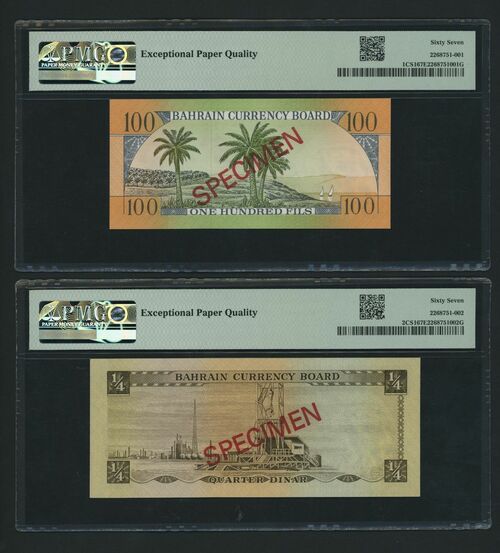 PMG
PAPER MONEY GUARANTY
Exceptional Paper Quality
Sixty Seven
2268751-001
1CS167E2268751001G
100 BAHRAIN CURRENCY BOARD 100
SPECIMEN
100 ONE HUNDRED FILS 100
PMG
PAPER MONEY GUARANTY
Exceptional Paper Quality
Sixty Seven
2268751-002
2CS167E2268751002G
1/4 BAHRAIN CURRENCY BOARD 1/4
SPECIMEN
1/4 QUARTER DINAR 1/4